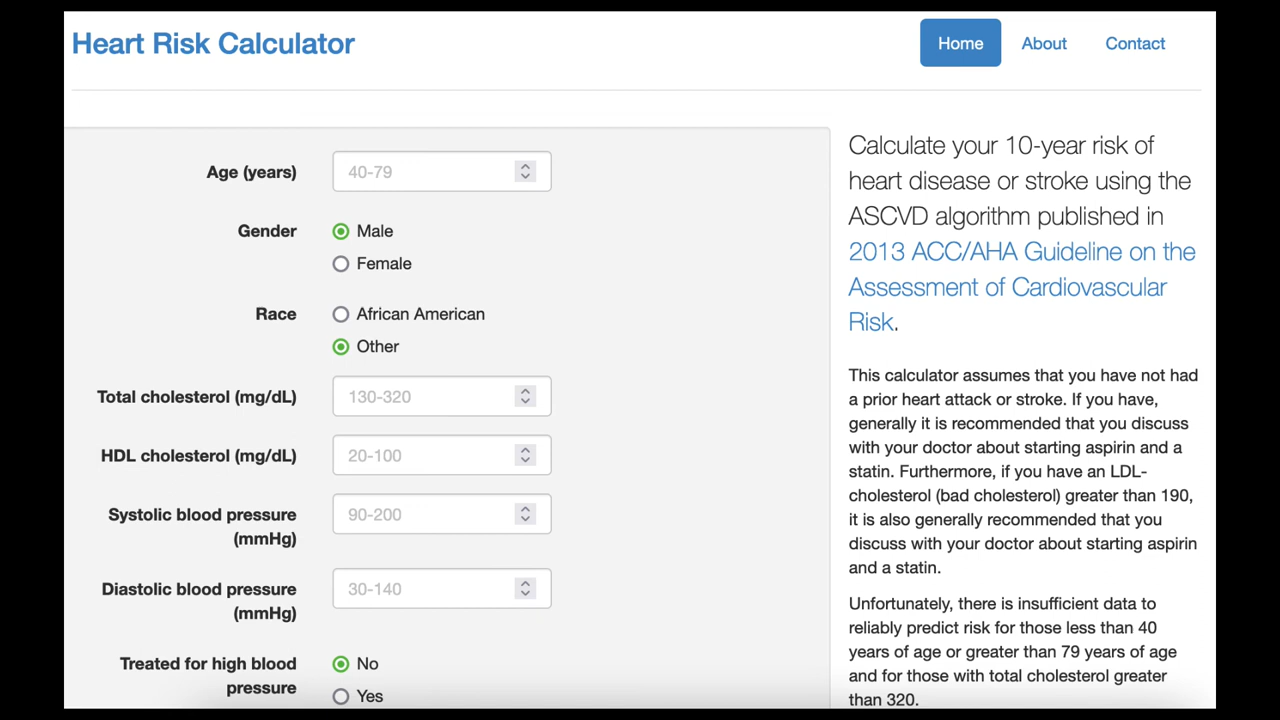 Heart Risk Calculator
Home About Contact
Age (years) 40-79
Gender Male
Female
Race African American
Other
Total cholesterol (mg/dL) 130-320
HDL cholesterol (mg/dL) 20-100
Systolic blood pressure (mmHg) 90-200
Diastolic blood pressure (mmHg) 30-140
Treated for high blood pressure No
Yes
Calculate your 10-year risk of
heart disease or stroke using the
ASCVD algorithm published in
2013 ACC/AHA Guideline on the
Assessment of Cardiovascular
Risk.
This calculator assumes that you have not had
a prior heart attack or stroke. If you have,
generally it is recommended that you discuss
with your doctor about starting aspirin and a
statin. Furthermore, if you have an LDL-
cholesterol (bad cholesterol) greater than 190,
it is also generally recommended that you
discuss with your doctor about starting aspirin
and a statin.
Unfortunately, there is insufficient data to
reliably predict risk for those less than 40
years of age or greater than 79 years of age
and for those with total cholesterol greater
than 320.